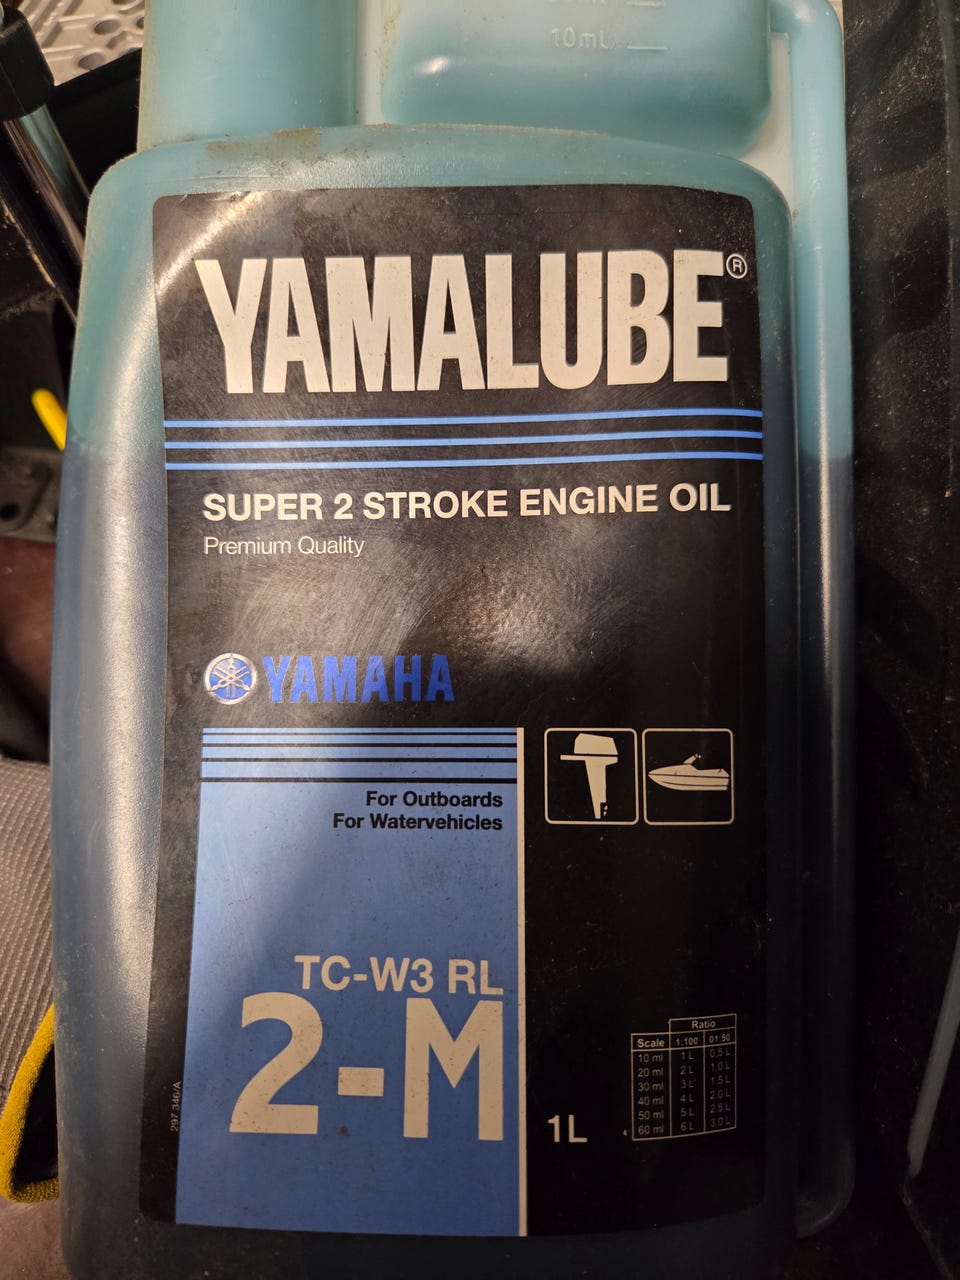 10mL
YAMALUBE®
SUPER 2 STROKE ENGINE OIL
Premium Quality
YAMAHA
For Outboards
For Watervehicles
TC-W3 RL
2-M
297 346/A
1L
Ratio
Scale 1:100 01:50
10 ml 1 L 0.5 L
20 ml 2 L 1.0 L
30 ml 3 L 1.5 L
40 ml 4 L 2.0 L
50 ml 5 L 2.5 L
60 ml 6 L 3.0 L